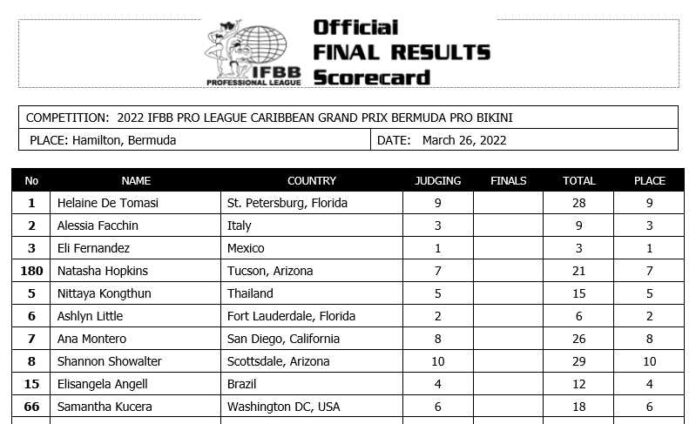 Official
FINAL RESULTS
Scorecard
IFBB
PROFESSIONAL LEAGUE
COMPETITION: 2022 IFBB PRO LEAGUE CARIBBEAN GRAND PRIX BERMUDA PRO BIKINI
PLACE: Hamilton, Bermuda DATE: March 26, 2022
No NAME COUNTRY JUDGING FINALS TOTAL PLACE
1 Helaine De Tomasi St. Petersburg, Florida 9 28 9
2 Alessia Facchin Italy 3 9 3
3 Eli Fernandez Mexico 1 3 1
180 Natasha Hopkins Tucson, Arizona 7 21 7
5 Nittaya Kongthun Thailand 5 15 5
6 Ashlyn Little Fort Lauderdale, Florida 2 6 2
7 Ana Montero San Diego, California 8 26 8
8 Shannon Showalter Scottsdale, Arizona 10 29 10
15 Elisangela Angell Brazil 4 12 4
66 Samantha Kucera Washington DC, USA 6 18 6